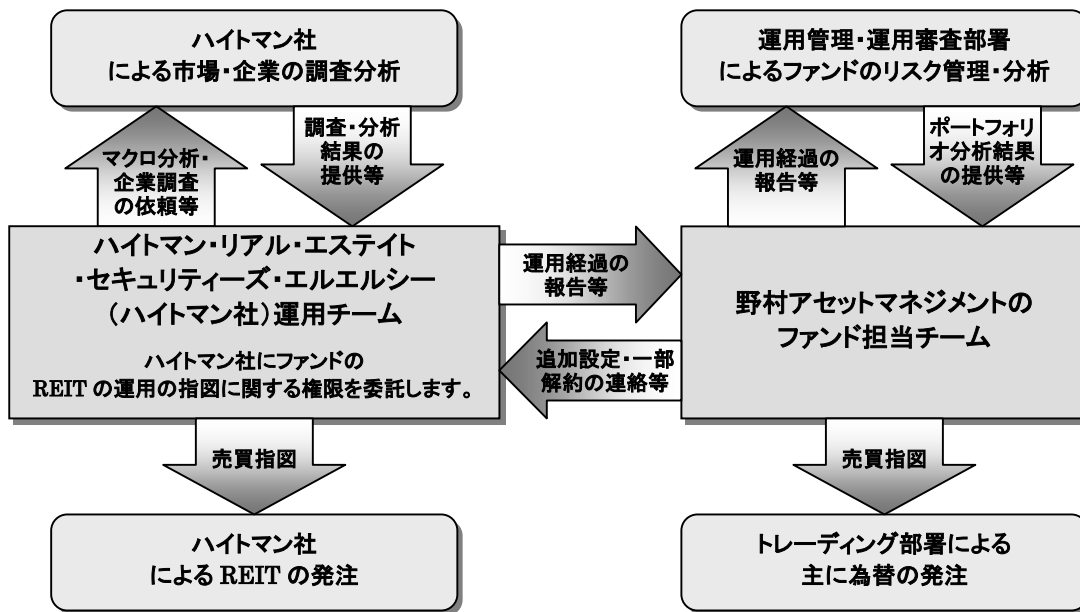 ハイトマン社
による市場・企業の調査分析
運用管理・運用審査部署
によるファンドのリスク管理・分析
マクロ分析・
企業調査
の依頼等
調査・分析
結果の
提供等
運用経過の
報告等
ポートフォリ
オ分析結果
の提供等
ハイトマン・リアル・エステイト
・セキュリティーズ・エルエルシー
（ハイトマン社）運用チーム
ハイトマン社にファンドの
REIT の運用の指図に関する権限を委託します。
運用経過の
報告等
追加設定・一部
解約の連絡等
野村アセットマネジメントの
ファンド担当チーム
売買指図
売買指図
ハイトマン社
による REIT の発注
トレーディング部署による
主に為替の発注